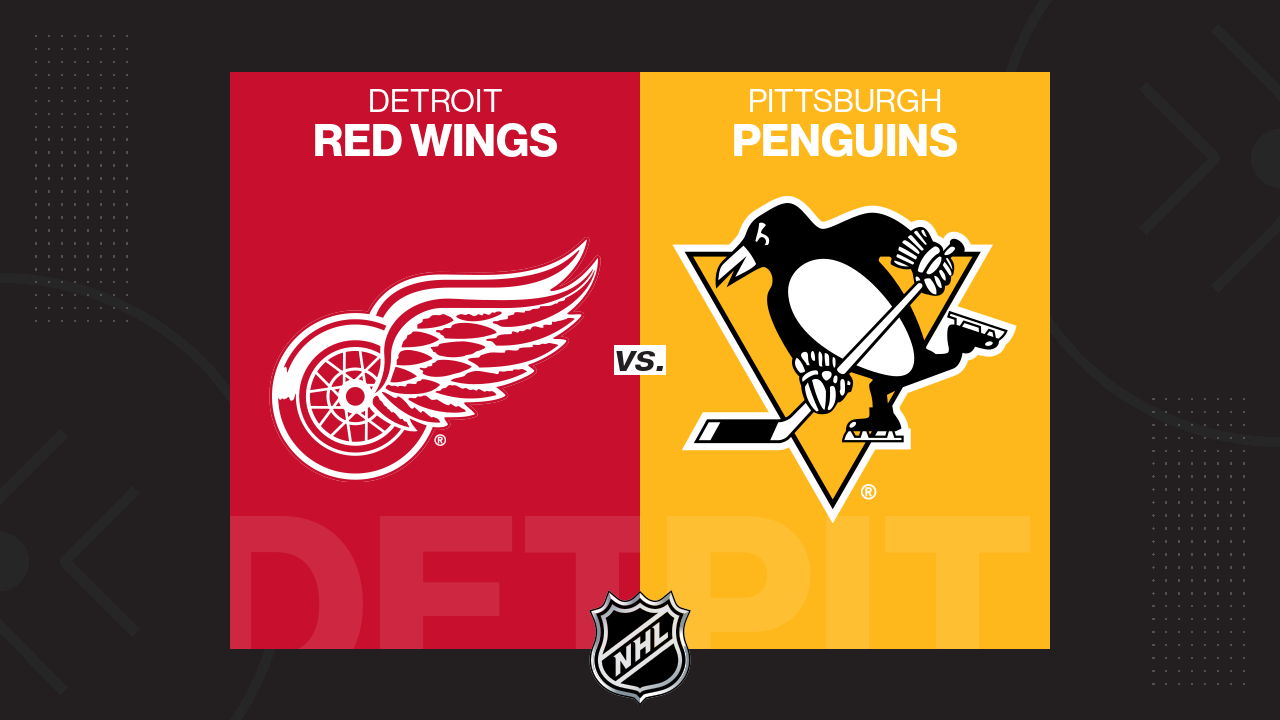 DETROIT
RED WINGS
PITTSBURGH
PENGUINS
vs.
®
®
DET
PIT
NHL